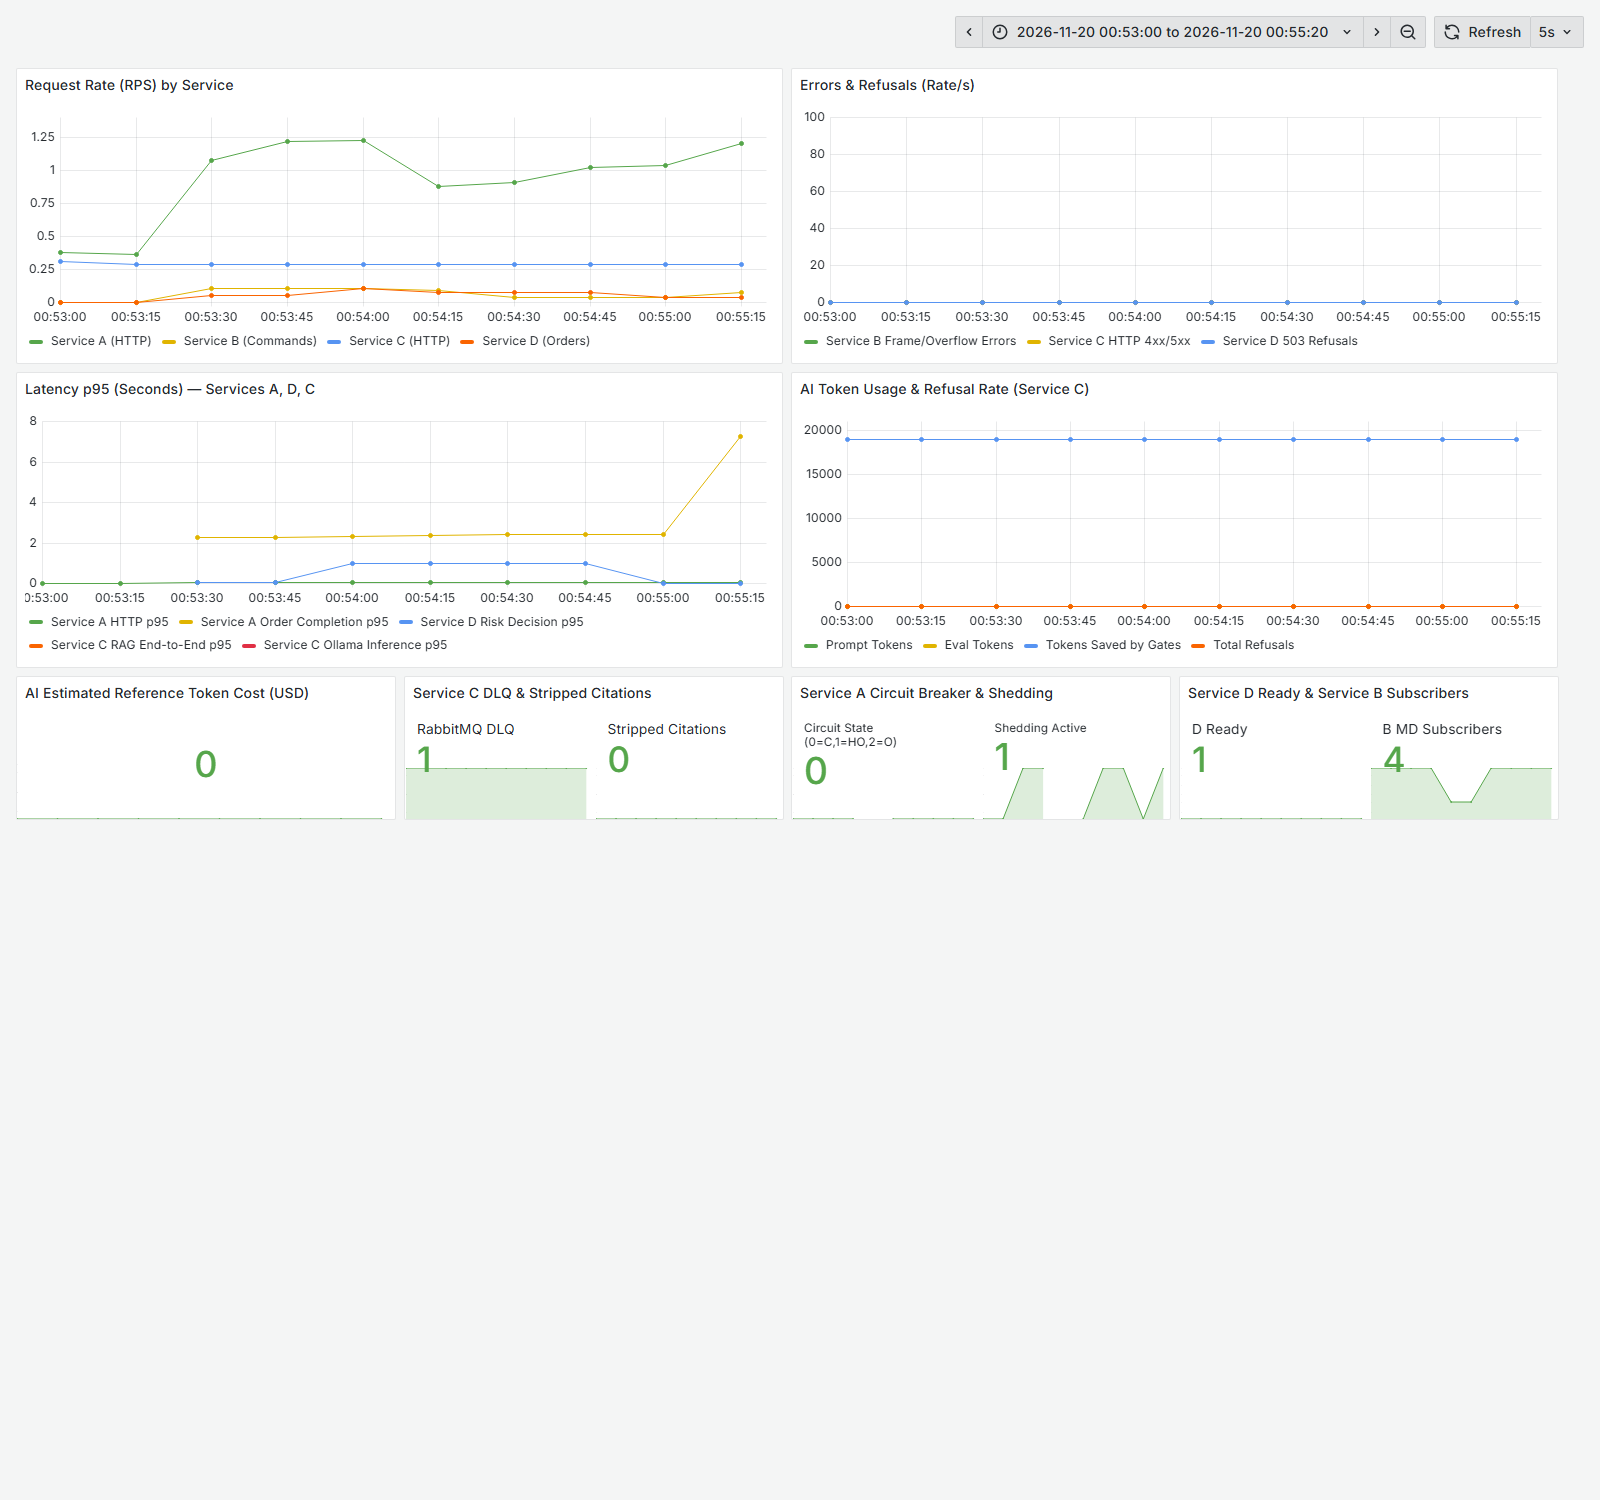 2026-11-20 00:53:00 to 2026-11-20 00:55:20
Refresh
5s
Request Rate (RPS) by Service
1.25
1
0.75
0.5
0.25
0
00:53:00 00:53:15 00:53:30 00:53:45 00:54:00 00:54:15 00:54:30 00:54:45 00:55:00 00:55:15
Service A (HTTP) Service B (Commands) Service C (HTTP) Service D (Orders)
Errors & Refusals (Rate/s)
100
80
60
40
20
0
00:53:00 00:53:15 00:53:30 00:53:45 00:54:00 00:54:15 00:54:30 00:54:45 00:55:00 00:55:15
Service B Frame/Overflow Errors Service C HTTP 4xx/5xx Service D 503 Refusals
Latency p95 (Seconds) — Services A, D, C
8
6
4
2
0
0:53:00 00:53:15 00:53:30 00:53:45 00:54:00 00:54:15 00:54:30 00:54:45 00:55:00 00:55:15
Service A HTTP p95 Service A Order Completion p95 Service D Risk Decision p95
Service C RAG End-to-End p95 Service C Ollama Inference p95
AI Token Usage & Refusal Rate (Service C)
20000
15000
10000
5000
0
00:53:00 00:53:15 00:53:30 00:53:45 00:54:00 00:54:15 00:54:30 00:54:45 00:55:00 00:55:15
Prompt Tokens Eval Tokens Tokens Saved by Gates Total Refusals
AI Estimated Reference Token Cost (USD)
0
Service C DLQ & Stripped Citations
RabbitMQ DLQ
1
Stripped Citations
0
Service A Circuit Breaker & Shedding
Circuit State
(0=C,1=HO,2=O)
0
Shedding Active
1
Service D Ready & Service B Subscribers
D Ready
1
B MD Subscribers
4